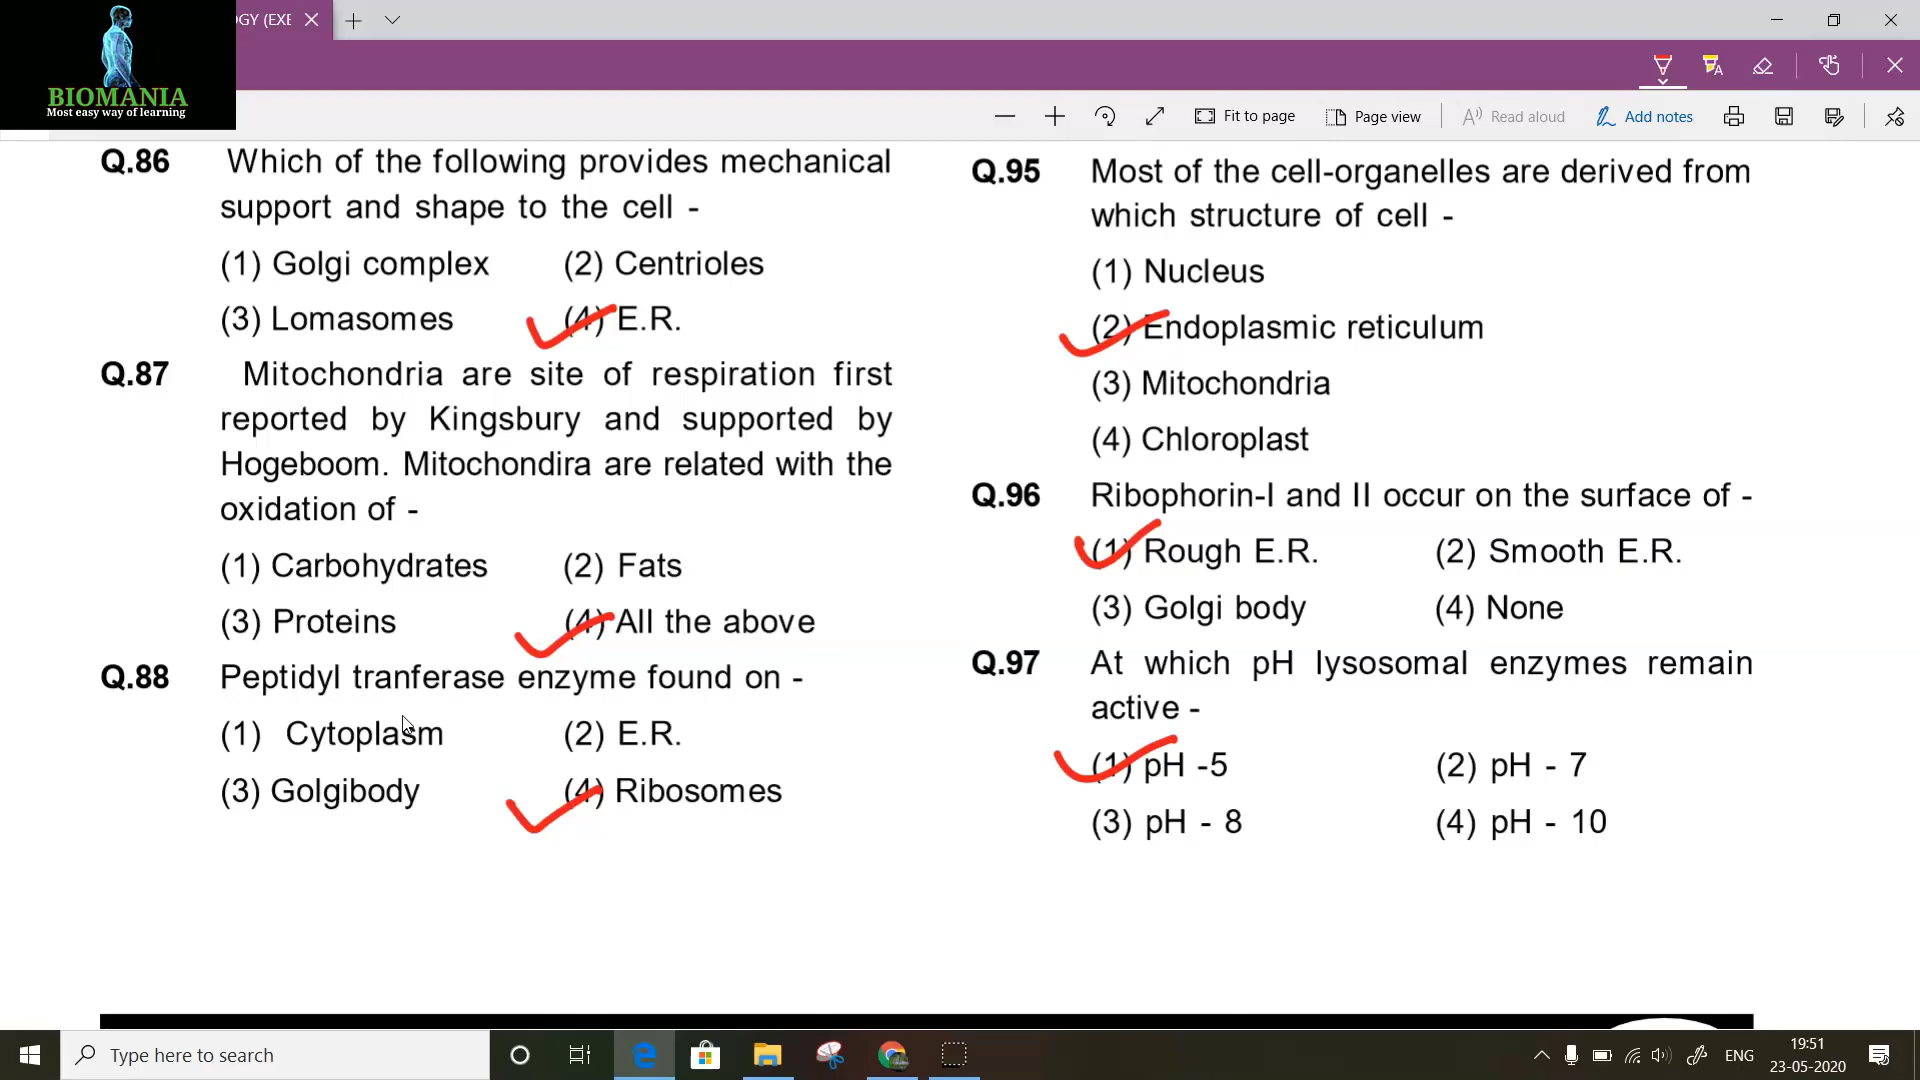 OGY (EXE
BIOMANIA
Most easy way of learning
Fit to page
Page view
Read aloud
Add notes
Q.86 Which of the following provides mechanical
support and shape to the cell -
(1) Golgi complex (2) Centrioles
(3) Lomasomes (4) E.R.
Q.87 Mitochondria are site of respiration first
reported by Kingsbury and supported by
Hogeboom. Mitochondira are related with the
oxidation of -
(1) Carbohydrates (2) Fats
(3) Proteins (4) All the above
Q.88 Peptidyl tranferase enzyme found on -
(1) Cytoplasm (2) E.R.
(3) Golgibody (4) Ribosomes
Q.95 Most of the cell-organelles are derived from
which structure of cell -
(1) Nucleus
(2) Endoplasmic reticulum
(3) Mitochondria
(4) Chloroplast
Q.96 Ribophorin-I and II occur on the surface of -
(1) Rough E.R. (2) Smooth E.R.
(3) Golgi body (4) None
Q.97 At which pH lysosomal enzymes remain
active -
(1) pH -5 (2) pH - 7
(3) pH - 8 (4) pH - 10
Type here to search
ENG
19:51
23-05-2020